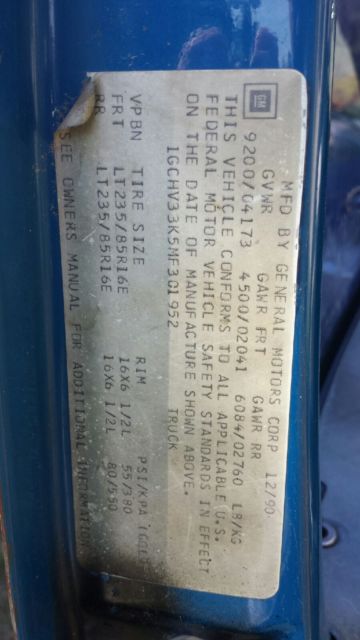 GM MFD BY GENERAL MOTORS CORP 12/90
GVWR GAWR FRT GAWR RR
9200/04173 4500/02041 6084/02760 LB/KG
THIS VEHICLE CONFORMS TO ALL APPLICABLE U.S.
FEDERAL MOTOR VEHICLE SAFETY STANDARDS IN EFFECT
ON THE DATE OF MANUFACTURE SHOWN ABOVE.
1GCHV33K5MF301952 TRUCK
VPBN TIRE SIZE RIM PSI/KPA
FRT LT235/85R16E 16X6 1/2L 55/380
RR LT235/85R16E 16X6 1/2L 80/550
SEE OWNERS MANUAL FOR ADDITIONAL INFORMATION